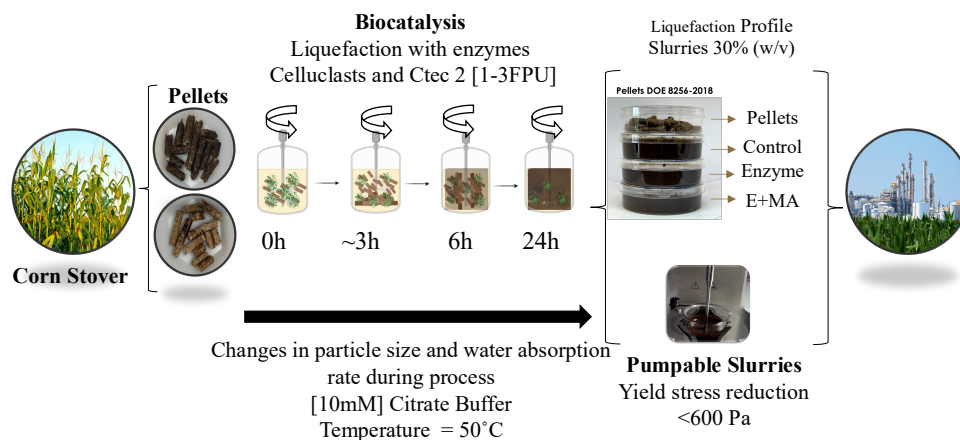 Biocatalysis
Liquefaction with enzymes
Celluclasts and Ctec 2 [1-3FPU]
Liquefaction Profile
Slurries 30% (w/v)
Pellets
Corn Stover
0h
~3h
6h
24h
Pellets DOE 8256-2018
Pellets
Control
Enzyme
E+MA
Changes in particle size and water absorption
rate during process
[10mM] Citrate Buffer
Temperature = 50˚C
Pumpable Slurries
Yield stress reduction
<600 Pa